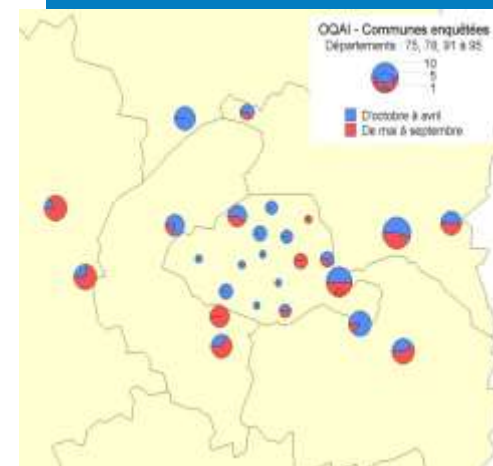 OQAI - Communes enquêtées
Départements : 75, 78, 91 à 95
10
5
1
D'octobre à avril
De mai à septembre